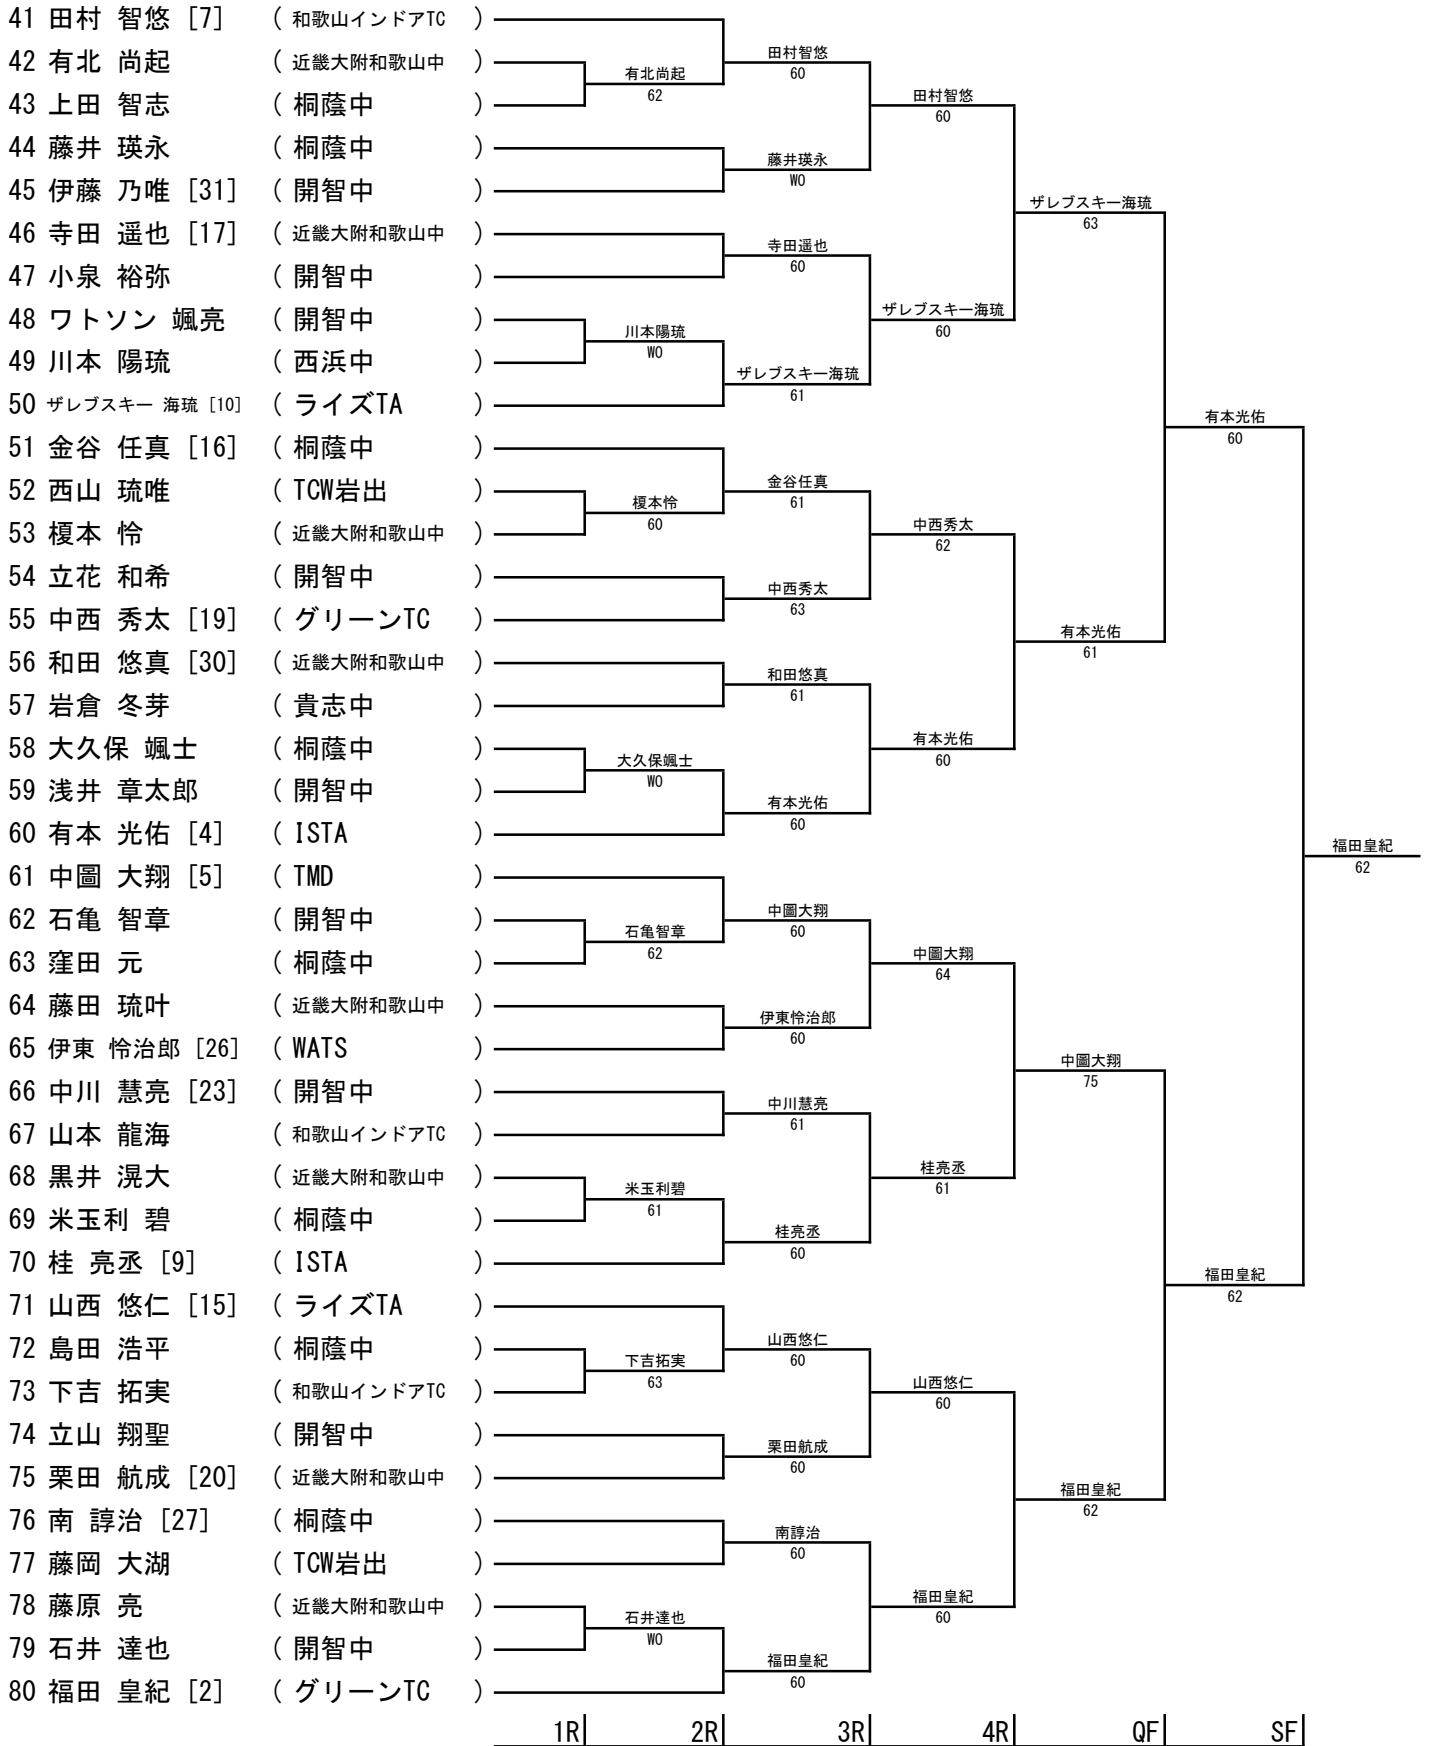 41 田村 智悠 [7] ( 和歌山インドアTC )
42 有北 尚起 ( 近畿大附和歌山中 )
43 上田 智志 ( 桐蔭中 )
44 藤井 瑛永 ( 桐蔭中 )
45 伊藤 乃唯 [31] ( 開智中 )
46 寺田 遥也 [17] ( 近畿大附和歌山中 )
47 小泉 裕弥 ( 開智中 )
48 ワトソン 颯亮 ( 開智中 )
49 川本 陽琉 ( 西浜中 )
50 ザレブスキー 海琉 [10] ( ライズTA )
51 金谷 任真 [16] ( 桐蔭中 )
52 西山 琉唯 ( TCW岩出 )
53 榎本 怜 ( 近畿大附和歌山中 )
54 立花 和希 ( 開智中 )
55 中西 秀太 [19] ( グリーンTC )
56 和田 悠真 [30] ( 近畿大附和歌山中 )
57 岩倉 冬芽 ( 貴志中 )
58 大久保 颯士 ( 桐蔭中 )
59 浅井 章太郎 ( 開智中 )
60 有本 光佑 [4] ( ISTA )
61 中圖 大翔 [5] ( TMD )
62 石亀 智章 ( 開智中 )
63 窪田 元 ( 桐蔭中 )
64 藤田 琉叶 ( 近畿大附和歌山中 )
65 伊東 怜治郎 [26] ( WATS )
66 中川 慧亮 [23] ( 開智中 )
67 山本 龍海 ( 和歌山インドアTC )
68 黒井 滉大 ( 近畿大附和歌山中 )
69 米玉利 碧 ( 桐蔭中 )
70 桂 亮丞 [9] ( ISTA )
71 山西 悠仁 [15] ( ライズTA )
72 島田 浩平 ( 桐蔭中 )
73 下吉 拓実 ( 和歌山インドアTC )
74 立山 翔聖 ( 開智中 )
75 栗田 航成 [20] ( 近畿大附和歌山中 )
76 南 諄治 [27] ( 桐蔭中 )
77 藤岡 大湖 ( TCW岩出 )
78 藤原 亮 ( 近畿大附和歌山中 )
79 石井 達也 ( 開智中 )
80 福田 皇紀 [2] ( グリーンTC )
有北尚起
62
川本陽琉
WO
榎本怜
60
大久保颯士
WO
石亀智章
62
米玉利碧
61
下吉拓実
63
石井達也
WO
田村智悠
60
藤井瑛永
WO
寺田遥也
60
ザレブスキー海琉
61
金谷任真
61
中西秀太
63
和田悠真
61
有本光佑
60
中圖大翔
60
伊東怜治郎
60
中川慧亮
61
桂亮丞
60
山西悠仁
60
栗田航成
60
南諄治
60
福田皇紀
60
田村智悠
60
ザレブスキー海琉
60
中西秀太
62
有本光佑
60
中圖大翔
64
桂亮丞
61
山西悠仁
60
福田皇紀
60
ザレブスキー海琉
63
有本光佑
61
中圖大翔
75
福田皇紀
62
有本光佑
60
福田皇紀
62
福田皇紀
62
1R 2R 3R 4R QF SF